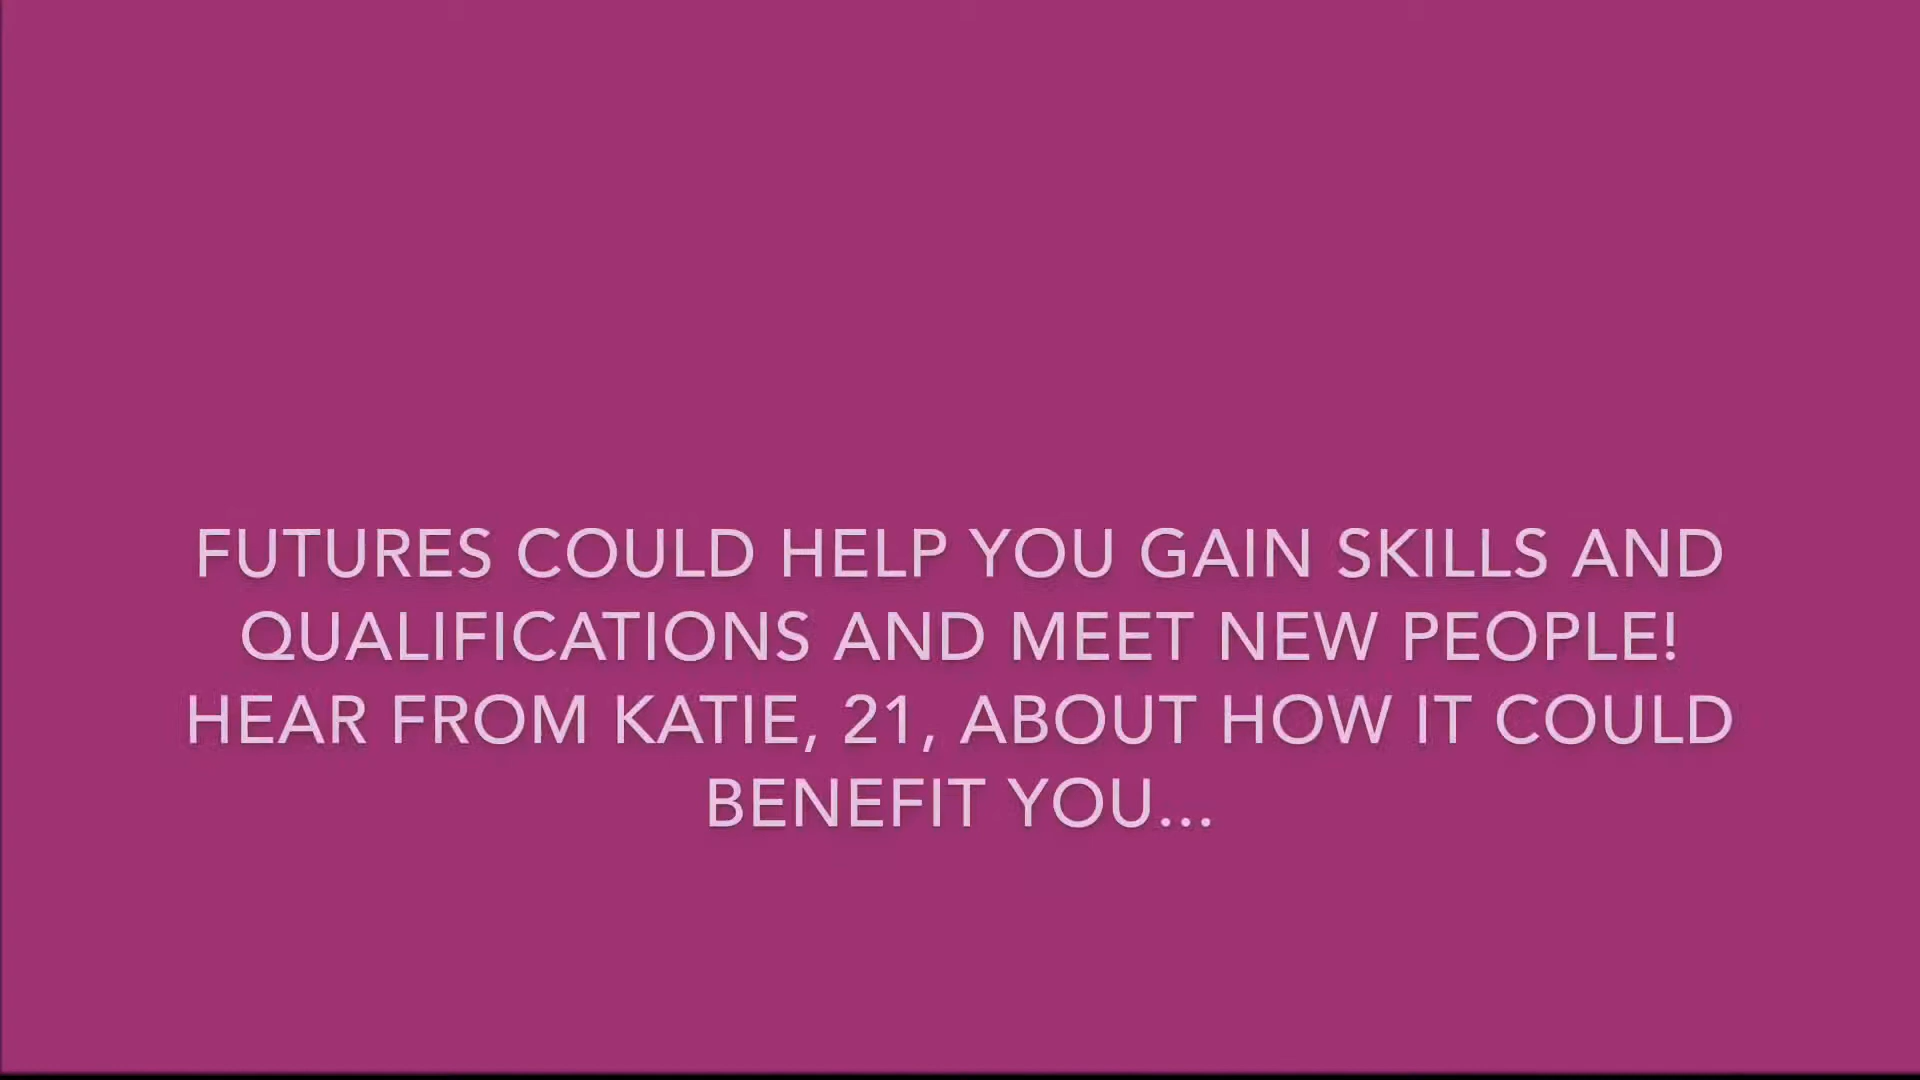 FUTURES COULD HELP YOU GAIN SKILLS AND
QUALIFICATIONS AND MEET NEW PEOPLE!
HEAR FROM KATIE, 21, ABOUT HOW IT COULD
BENEFIT YOU...